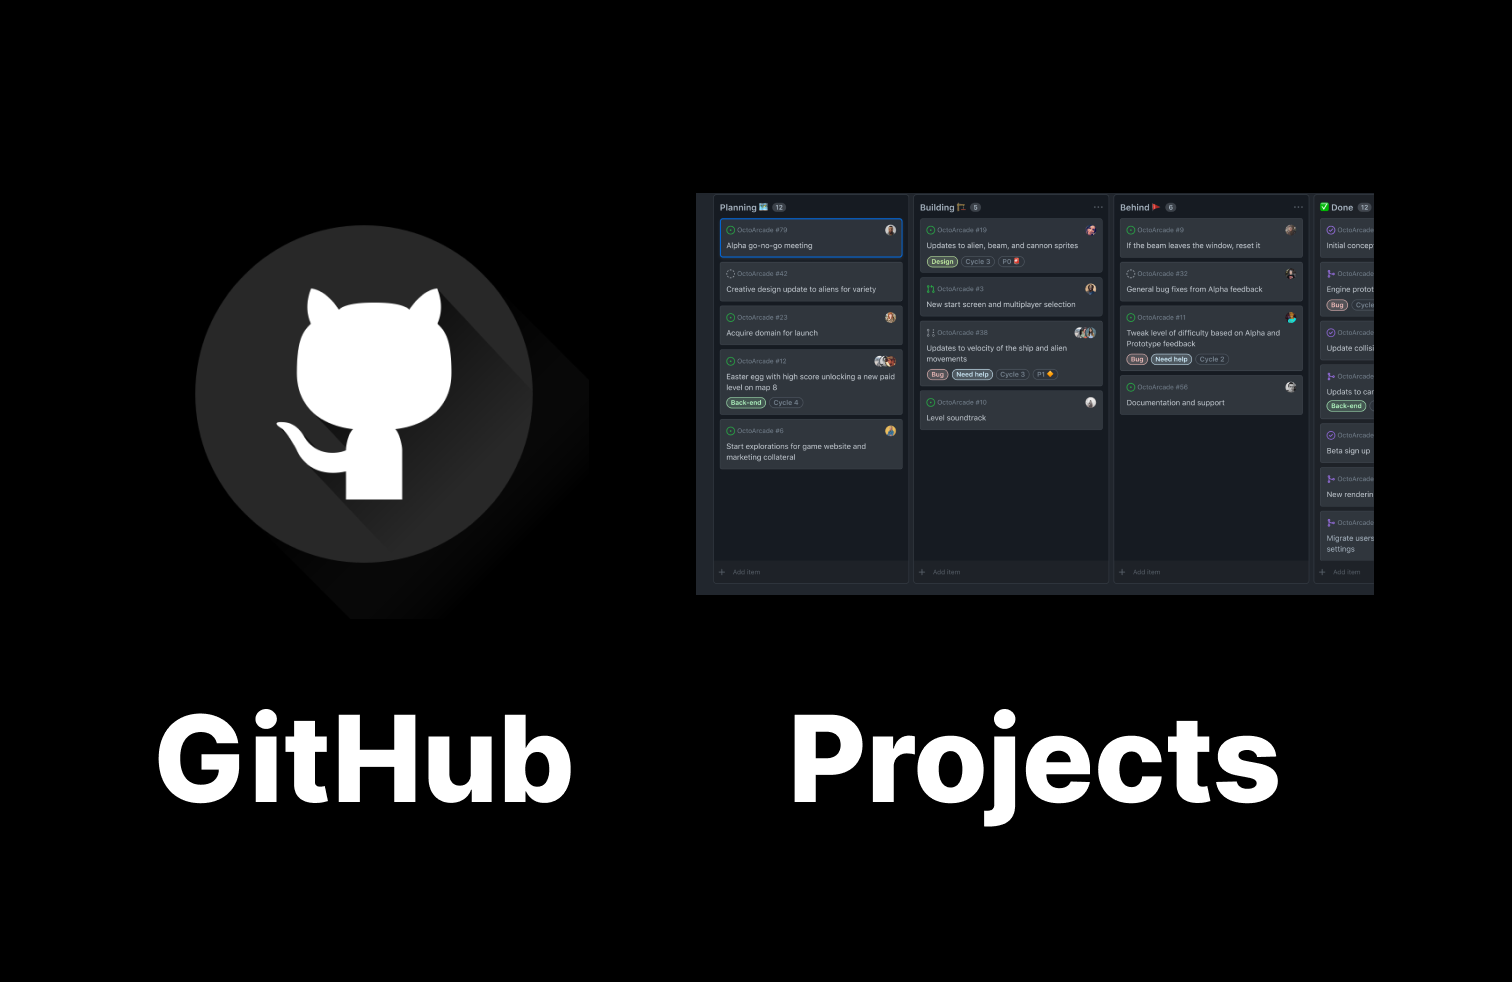 Planning 12
OctoArcade #79
Alpha go-no-go meeting
OctoArcade #42
Creative design update to aliens for variety
OctoArcade #23
Acquire domain for launch
OctoArcade #12
Easter egg with high score unlocking a new paid
level on map 8
Back-end Cycle 4
OctoArcade #6
Start explorations for game website and
marketing collateral
+ Add item
Building 5
OctoArcade #19
Updates to alien, beam, and cannon sprites
Design Cycle 3 P0
OctoArcade #3
New start screen and multiplayer selection
OctoArcade #38
Updates to velocity of the ship and alien
movements
Bug Need help Cycle 3 P1
OctoArcade #10
Level soundtrack
+ Add item
Behind 6
OctoArcade #9
If the beam leaves the window, reset it
OctoArcade #32
General bug fixes from Alpha feedback
OctoArcade #11
Tweak level of difficulty based on Alpha and
Prototype feedback
Bug Need help Cycle 2
OctoArcade #56
Documentation and support
+ Add item
Done 12
OctoArcade
Initial concep
OctoArcade
Engine protot
Bug Cycle
OctoArcade
Update collisi
OctoArcade
Updats to car
Back-end
OctoArcade
Beta sign up
OctoArcade
New renderin
OctoArcade
Migrate users
settings
+ Add item
GitHub
Projects